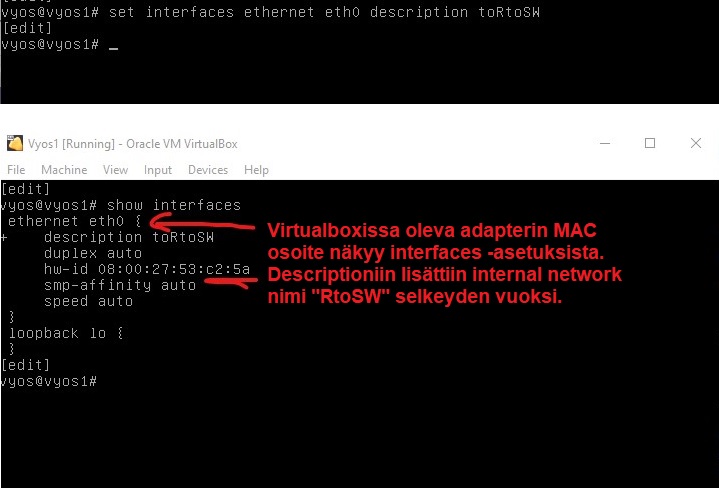 [edit]
vyos@vyos1# set interfaces ethernet eth0 description toRtoSW
[edit]
vyos@vyos1# _
Vyos1 [Running] - Oracle VM VirtualBox
File Machine View Input Devices Help
[edit]
vyos@vyos1# show interfaces
ethernet eth0 {
+ description toRtoSW
duplex auto
hw-id 08:00:27:53:c2:5a
smp-affinity auto
speed auto
}
loopback lo {
}
[edit]
vyos@vyos1#
Virtualboxissa oleva adapterin MAC
osoite näkyy interfaces -asetuksista.
Descriptioniin lisättiin internal network
nimi "RtoSW" selkeyden vuoksi.